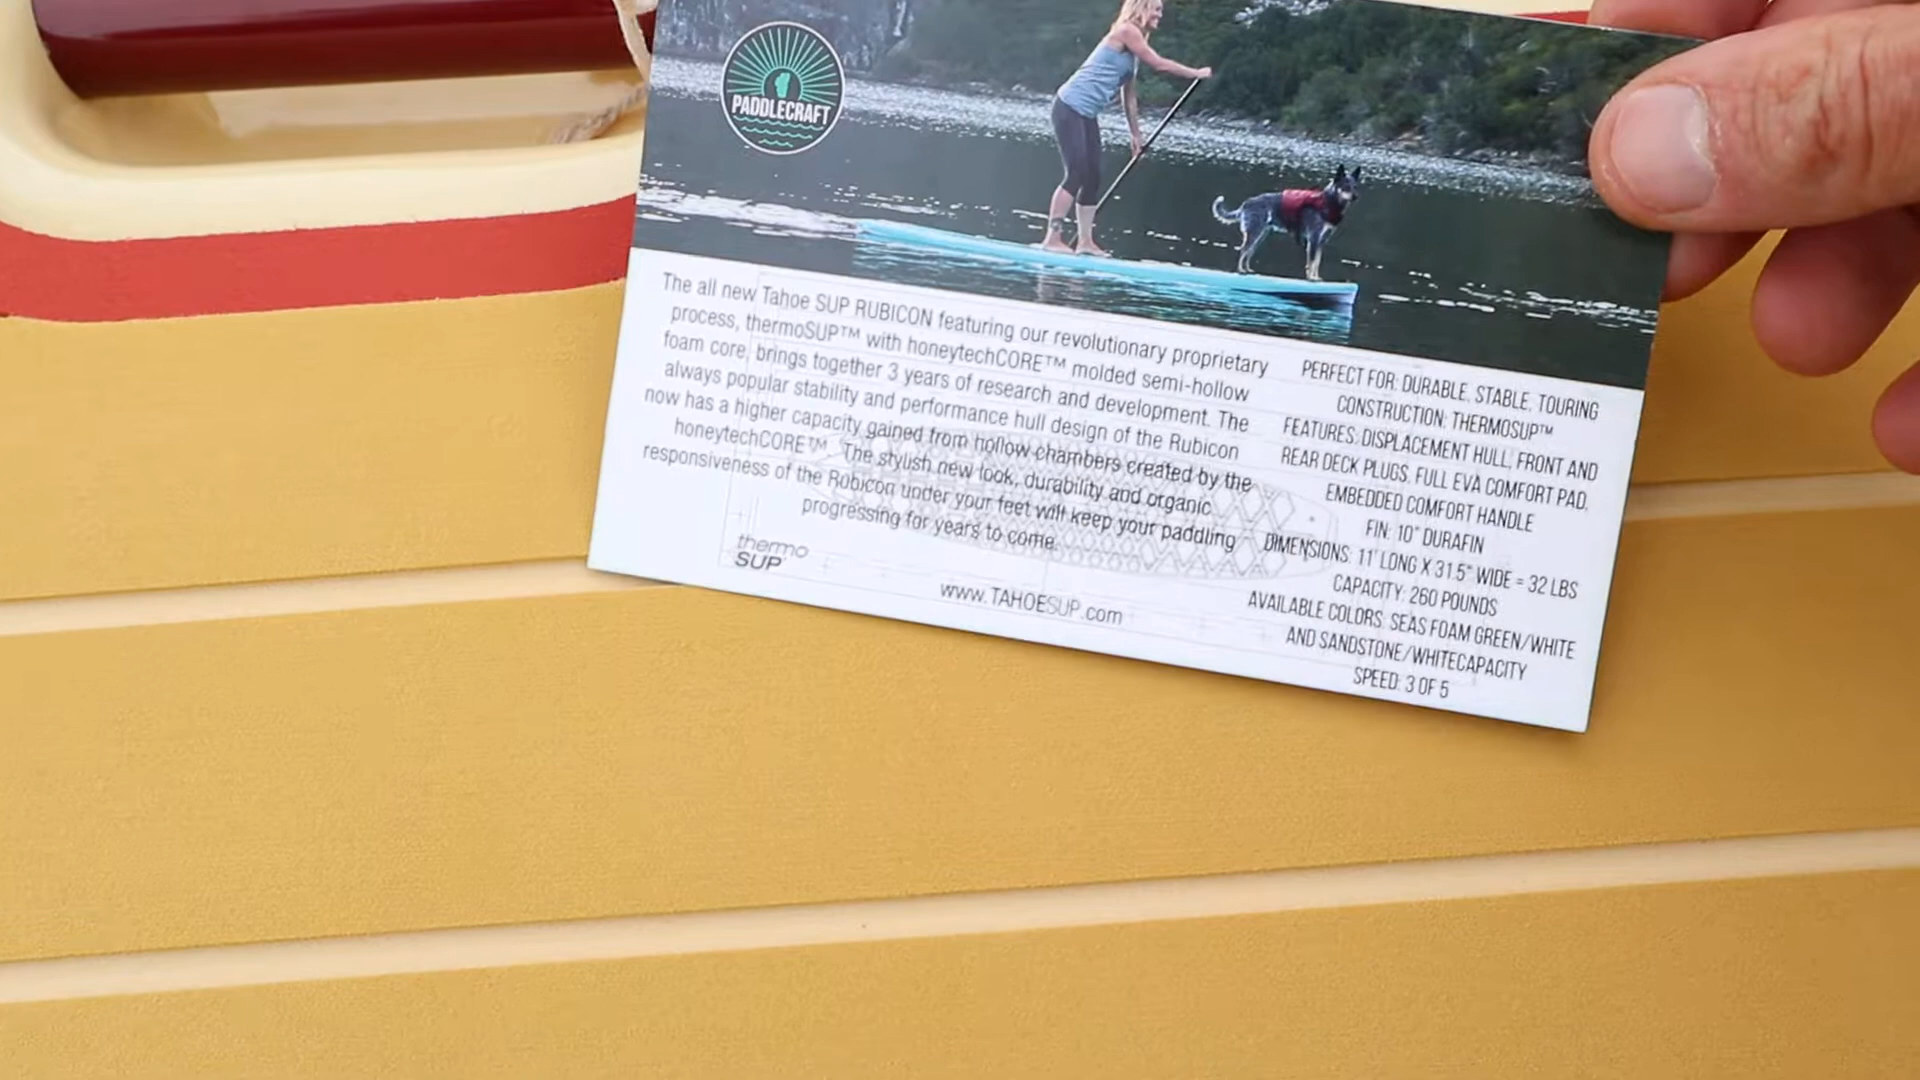 PADDLECRAFT
The all new Tahoe SUP RUBICON featuring our revolutionary proprietary
process, thermoSUP™ with honeytechCORE™ molded semi-hollow
foam core, brings together 3 years of research and development. The
always popular stability and performance hull design of the Rubicon
now has a higher capacity gained from hollow chambers created by the
honeytechCORE™. The stylish new look, durability and organic
responsiveness of the Rubicon under your feet will keep your paddling
progressing for years to come.
thermo
SUP
www.TAHOESUP.com
PERFECT FOR: DURABLE, STABLE, TOURING
CONSTRUCTION: THERMOSUP™
FEATURES: DISPLACEMENT HULL, FRONT AND
REAR DECK PLUGS, FULL EVA COMFORT PAD,
EMBEDDED COMFORT HANDLE
FIN: 10" DURAFIN
DIMENSIONS: 11' LONG X 31.5" WIDE = 32 LBS
CAPACITY: 260 POUNDS
AVAILABLE COLORS: SEAS FOAM GREEN/WHITE
AND SANDSTONE/WHITECAPACITY
SPEED: 3 OF 5